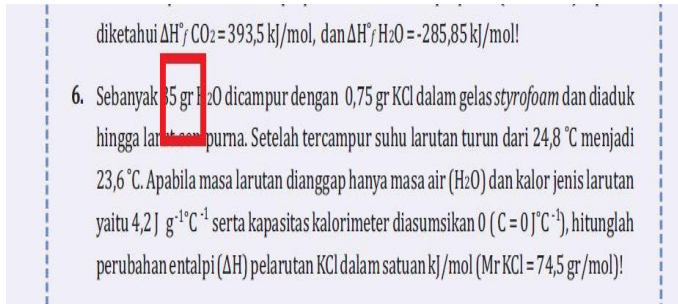 diketahui ΔH°f CO2 = 393,5 kJ/mol, dan ΔH°f H2O = -285,85 kJ/mol!
6. Sebanyak 35 gr H2O dicampur dengan 0,75 gr KCl dalam gelas styrofoam dan diaduk
hingga larut sempurna. Setelah tercampur suhu larutan turun dari 24,8 °C menjadi
23,6 °C. Apabila masa larutan dianggap hanya masa air (H2O) dan kalor jenis larutan
yaitu 4,2 J g⁻¹°C⁻¹ serta kapasitas kalorimeter diasumsikan 0 ( C = 0 J°C⁻¹), hitunglah
perubahan entalpi (ΔH) pelarutan KCl dalam satuan kJ/mol (Mr KCl = 74,5 gr/mol)!